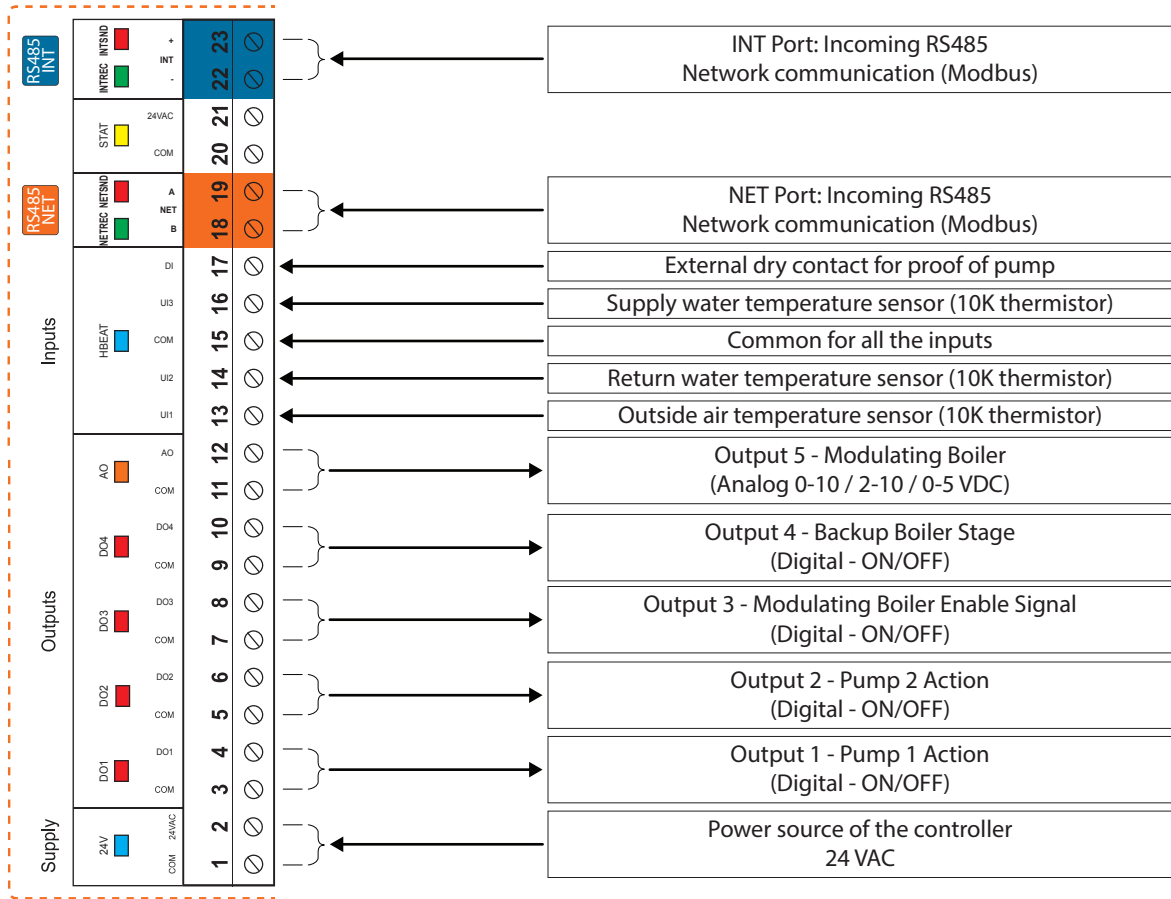 RS485
INT
INTREC INTSND
+
INT
-
23
22
INT Port: Incoming RS485
Network communication (Modbus)
STAT
24VAC
COM
21
20
RS485
NET
NETREC NETSND
A
NET
B
19
18
NET Port: Incoming RS485
Network communication (Modbus)
Inputs
HBEAT
DI
17
External dry contact for proof of pump
UI3
16
Supply water temperature sensor (10K thermistor)
COM
15
Common for all the inputs
UI2
14
Return water temperature sensor (10K thermistor)
UI1
13
Outside air temperature sensor (10K thermistor)
Outputs
AO
AO
COM
12
11
Output 5 - Modulating Boiler
(Analog 0-10 / 2-10 / 0-5 VDC)
DO4
DO4
COM
10
9
Output 4 - Backup Boiler Stage
(Digital - ON/OFF)
DO3
DO3
COM
8
7
Output 3 - Modulating Boiler Enable Signal
(Digital - ON/OFF)
DO2
DO2
COM
6
5
Output 2 - Pump 2 Action
(Digital - ON/OFF)
DO1
DO1
COM
4
3
Output 1 - Pump 1 Action
(Digital - ON/OFF)
Supply
24V
COM 24VAC
2
1
Power source of the controller
24 VAC